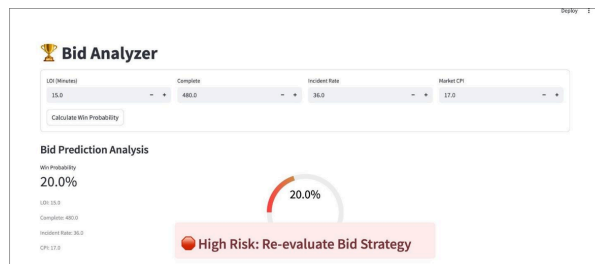 Deploy
Bid Analyzer
LOI (Minutes) Complete Incident Rate Market CPI
15.0 - + 480.0 - + 36.0 - + 17.0 - +
Calculate Win Probability
Bid Prediction Analysis
Win Probability
20.0%
20.0%
LOI: 15.0
Complete: 480.0
Incident Rate: 36.0
High Risk: Re-evaluate Bid Strategy
CPI: 17.0